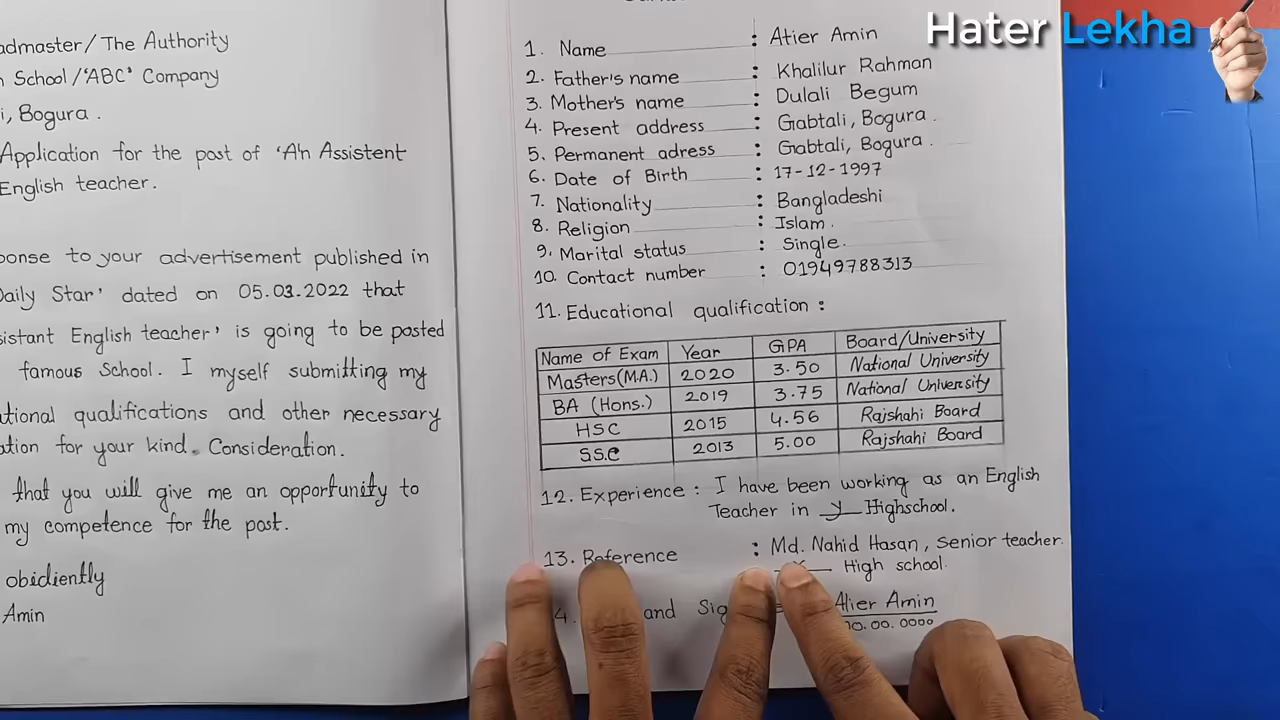 Hater Lekha
admaster/The Authority
School/'ABC' Company
i, Bogura.
Application for the post of 'A'n Assistent
English teacher.
ponse to your advertisement published in
Daily Star' dated on 05.03.2022 that
sistant English teacher' is going to be posted
famous School. I myself submitting my
ational qualifications and other necessary
ation for your kind. Consideration.
that you will give me an opportunity to
my competence for the post.
obidiently
Amin
1. Name : Atier Amin
2. Father's name : Khalilur Rahman
3. Mother's name : Dulali Begum
4. Present address : Gabtali, Bogura.
5. Permanent adress : Gabtali, Bogura.
6. Date of Birth : 17-12-1997
7. Nationality : Bangladeshi
8. Religion : Islam.
9. Marital status : Single.
10. Contact number : 01949788313
11. Educational qualification :
Name of Exam Year GPA Board/University
Masters(M.A.) 2020 3.50 National University
BA (Hons.) 2019 3.75 National University
HSC 2015 4.56 Rajshahi Board
S.S.C 2013 5.00 Rajshahi Board
12. Experience : I have been working as an English
Teacher in y Highschool.
13. Reference : Md. Nahid Hasan, Senior teacher.
High school.
4. and Sig Atier Amin
00.00.0000